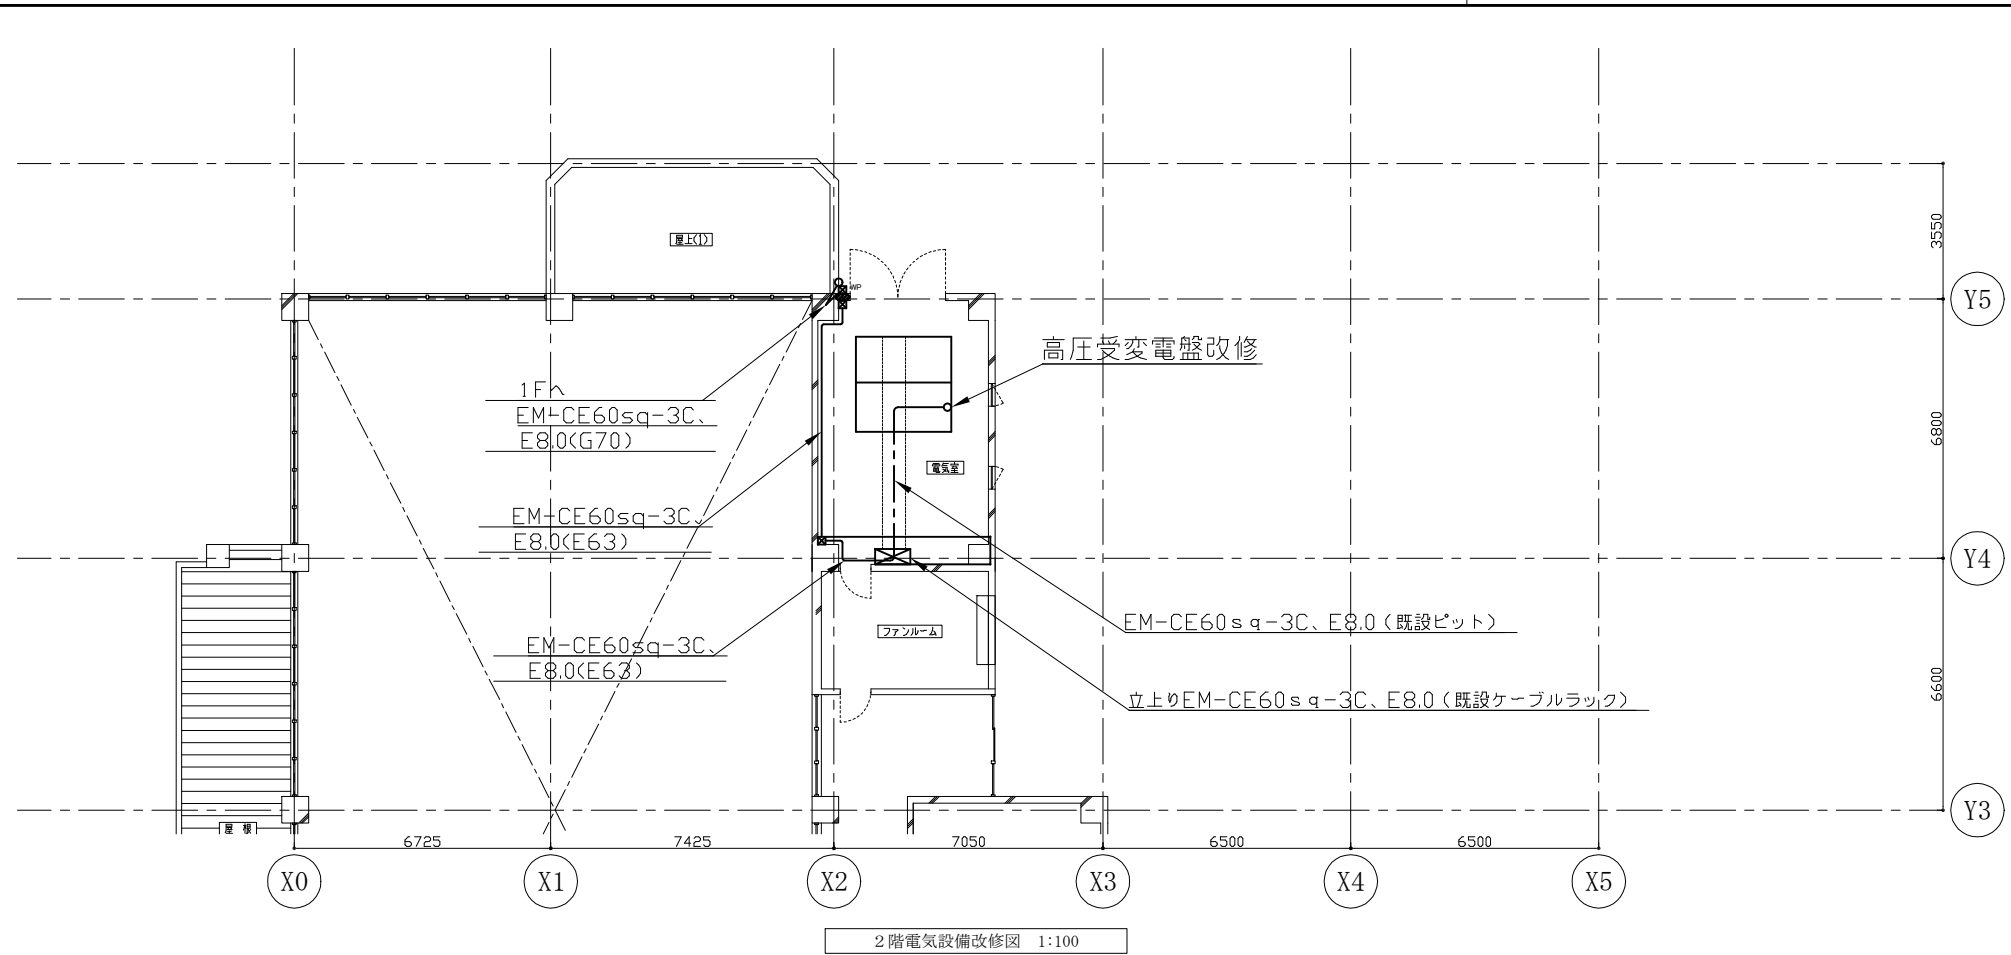 屋上(1)
3550
WP
Y5
高圧受変電盤改修
1Fへ
EM-CE60sq-3C、
E8.0(G70)
6800
電気室
EM-CE60sq-3C、
E8.0(E63)
Y4
EM-CE60sq-3C、E8.0(既設ピット)
ファンルーム
EM-CE60sq-3C、
E8.0(E63)
6600
立上りEM-CE60sq-3C、E8.0(既設ケーブルラック)
Y3
屋根
6725
7425
7050
6500
6500
X0
X1
X2
X3
X4
X5
2階電気設備改修図 1:100